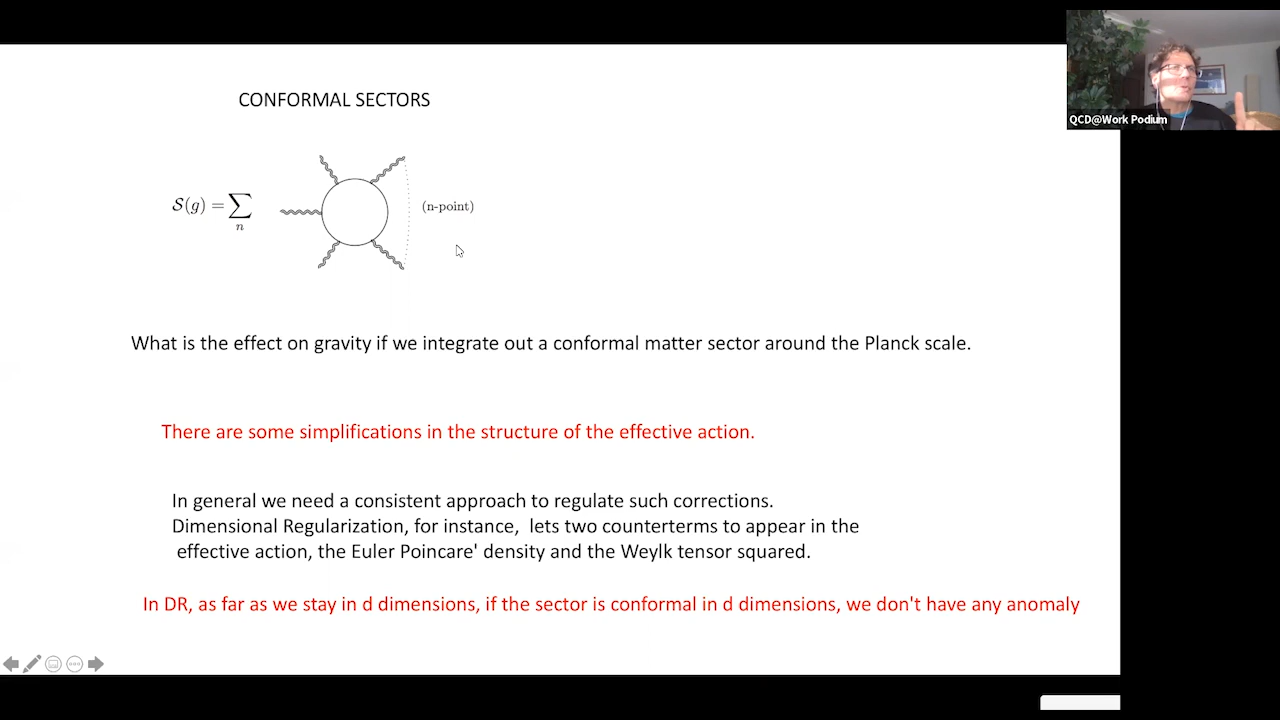 CONFORMAL SECTORS
QCD@Work Podium
S(g) = ∑
n
(n-point)
What is the effect on gravity if we integrate out a conformal matter sector around the Planck scale.
There are some simplifications in the structure of the effective action.
In general we need a consistent approach to regulate such corrections.
Dimensional Regularization, for instance, lets two counterterms to appear in the
effective action, the Euler Poincare' density and the Weylk tensor squared.
In DR, as far as we stay in d dimensions, if the sector is conformal in d dimensions, we don't have any anomaly